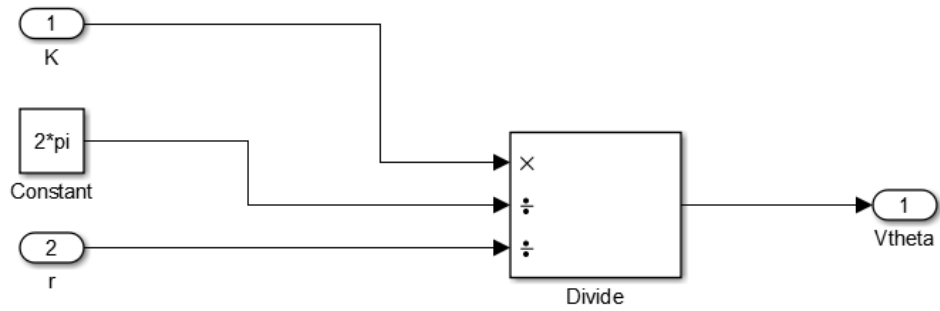 1
K
2*pi
Constant
2
r
×
÷
÷
Divide
1
Vtheta